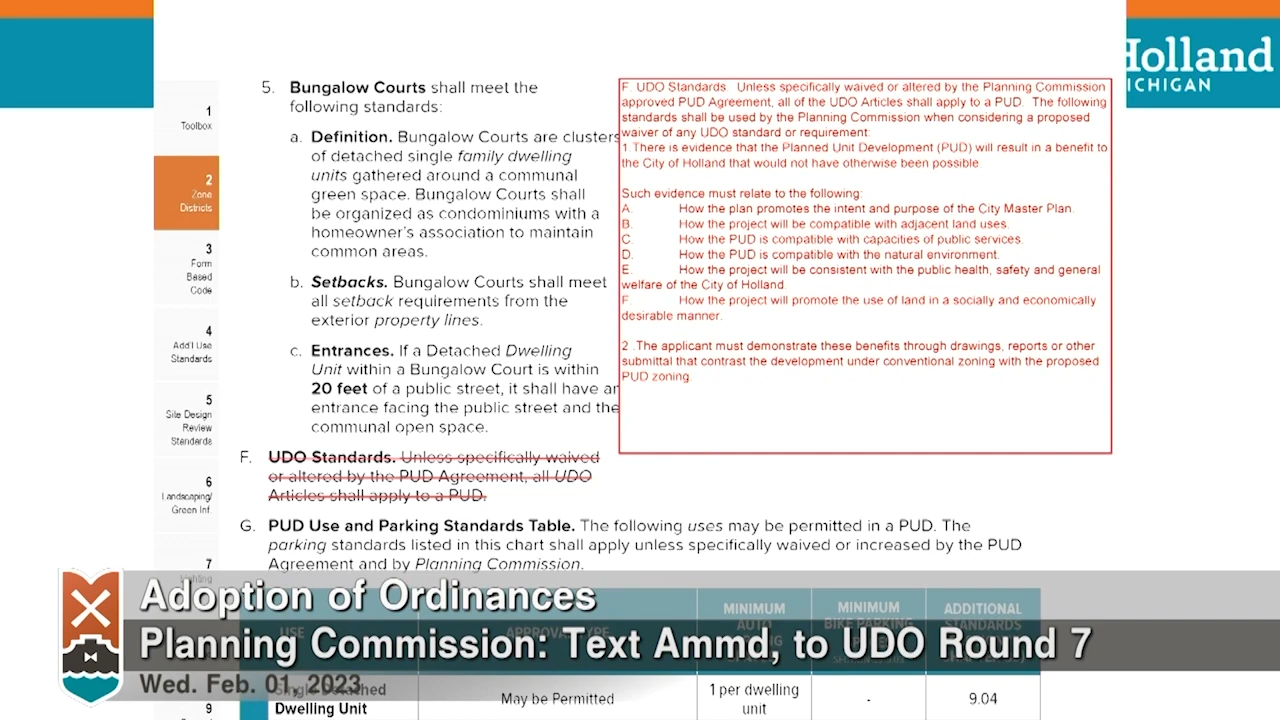 Holland
MICHIGAN
1
Toolbox
2
Zone
Districts
3
Form
Based
Code
4
Add'l Use
Standards
5
Site Design
Review
Standards
6
Landscaping/
Green Inf.
7
Lighting
9
5. Bungalow Courts shall meet the
following standards:
a. Definition. Bungalow Courts are clusters
of detached single family dwelling
units gathered around a communal
green space. Bungalow Courts shall
be organized as condominiums with a
homeowner's association to maintain
common areas.
b. Setbacks. Bungalow Courts shall meet
all setback requirements from the
exterior property lines.
c. Entrances. If a Detached Dwelling
Unit within a Bungalow Court is within
20 feet of a public street, it shall have an
entrance facing the public street and the
communal open space.
F. UDO Standards. Unless specifically waived
or altered by the PUD Agreement, all UDO
Articles shall apply to a PUD.
F. UDO Standards Unless specifically waived or altered by the Planning Commission
approved PUD Agreement, all of the UDO Articles shall apply to a PUD. The following
standards shall be used by the Planning Commission when considering a proposed
waiver of any UDO standard or requirement:
1.There is evidence that the Planned Unit Development (PUD) will result in a benefit to
the City of Holland that would not have otherwise been possible
Such evidence must relate to the following:
A. How the plan promotes the intent and purpose of the City Master Plan.
B. How the project will be compatible with adjacent land uses.
C. How the PUD is compatible with capacities of public services.
D. How the PUD is compatible with the natural environment.
E. How the project will be consistent with the public health, safety and general
welfare of the City of Holland.
F. How the project will promote the use of land in a socially and economically
desirable manner.
2 .The applicant must demonstrate these benefits through drawings, reports or other
submittal that contrast the development under conventional zoning with the proposed
PUD zoning.
G. PUD Use and Parking Standards Table. The following uses may be permitted in a PUD. The
parking standards listed in this chart shall apply unless specifically waived or increased by the PUD
Agreement and by Planning Commission.
USE
APPROVAL TYPE
MINIMUM
AUTO
MINIMUM
BIKE PARKING
ADDITIONAL
STANDARDS
Single Detached
Dwelling Unit
May be Permitted
1 per dwelling
unit
-
9.04
Adoption of Ordinances
Planning Commission: Text Ammd, to UDO Round 7
Wed. Feb. 01, 2023